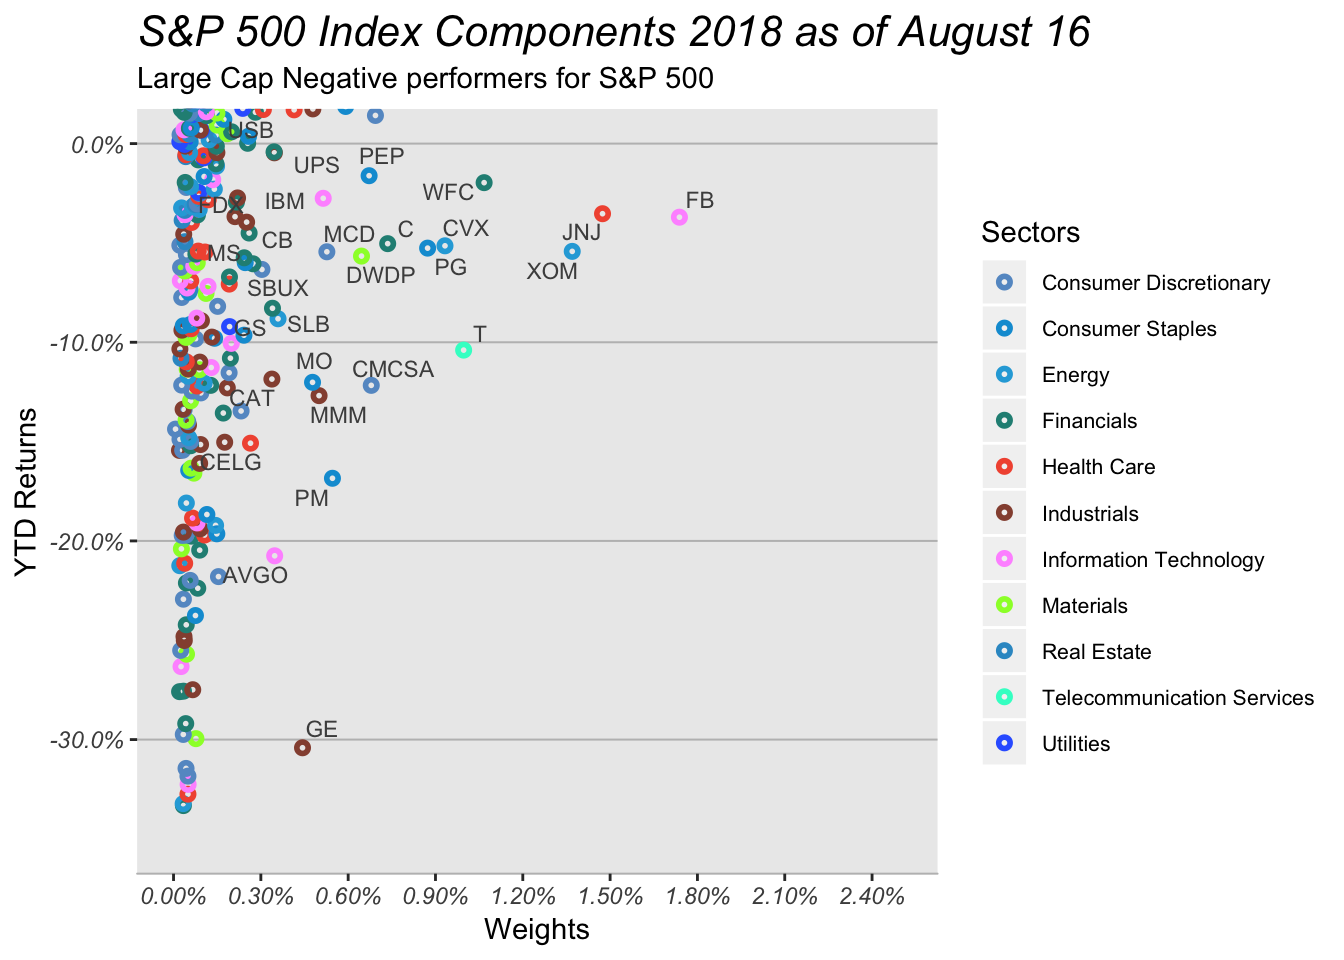 S&P 500 Index Components 2018 as of August 16
Large Cap Negative performers for S&P 500
YTD Returns
0.0%
-10.0%
-20.0%
-30.0%
USB
UPS
PEP
WFC
FB
IBM
FDX
CB
MCD
C
CVX
JNJ
MS
DWDP
PG
XOM
SBUX
GS
SLB
T
MO
CMCSA
CAT
MMM
CELG
PM
AVGO
GE
0.00%
0.30%
0.60%
0.90%
1.20%
1.50%
1.80%
2.10%
2.40%
Weights
Sectors
Consumer Discretionary
Consumer Staples
Energy
Financials
Health Care
Industrials
Information Technology
Materials
Real Estate
Telecommunication Services
Utilities